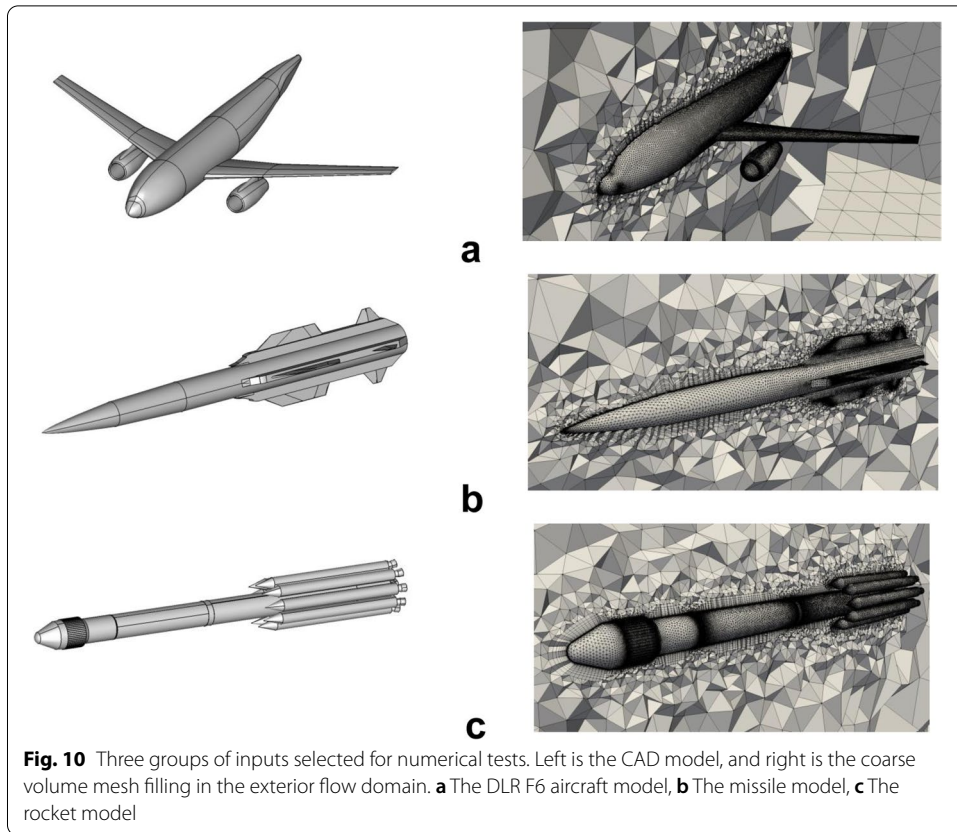 a
b
c
Fig. 10 Three groups of inputs selected for numerical tests. Left is the CAD model, and right is the coarse
volume mesh filling in the exterior flow domain. a The DLR F6 aircraft model, b The missile model, c The
rocket model